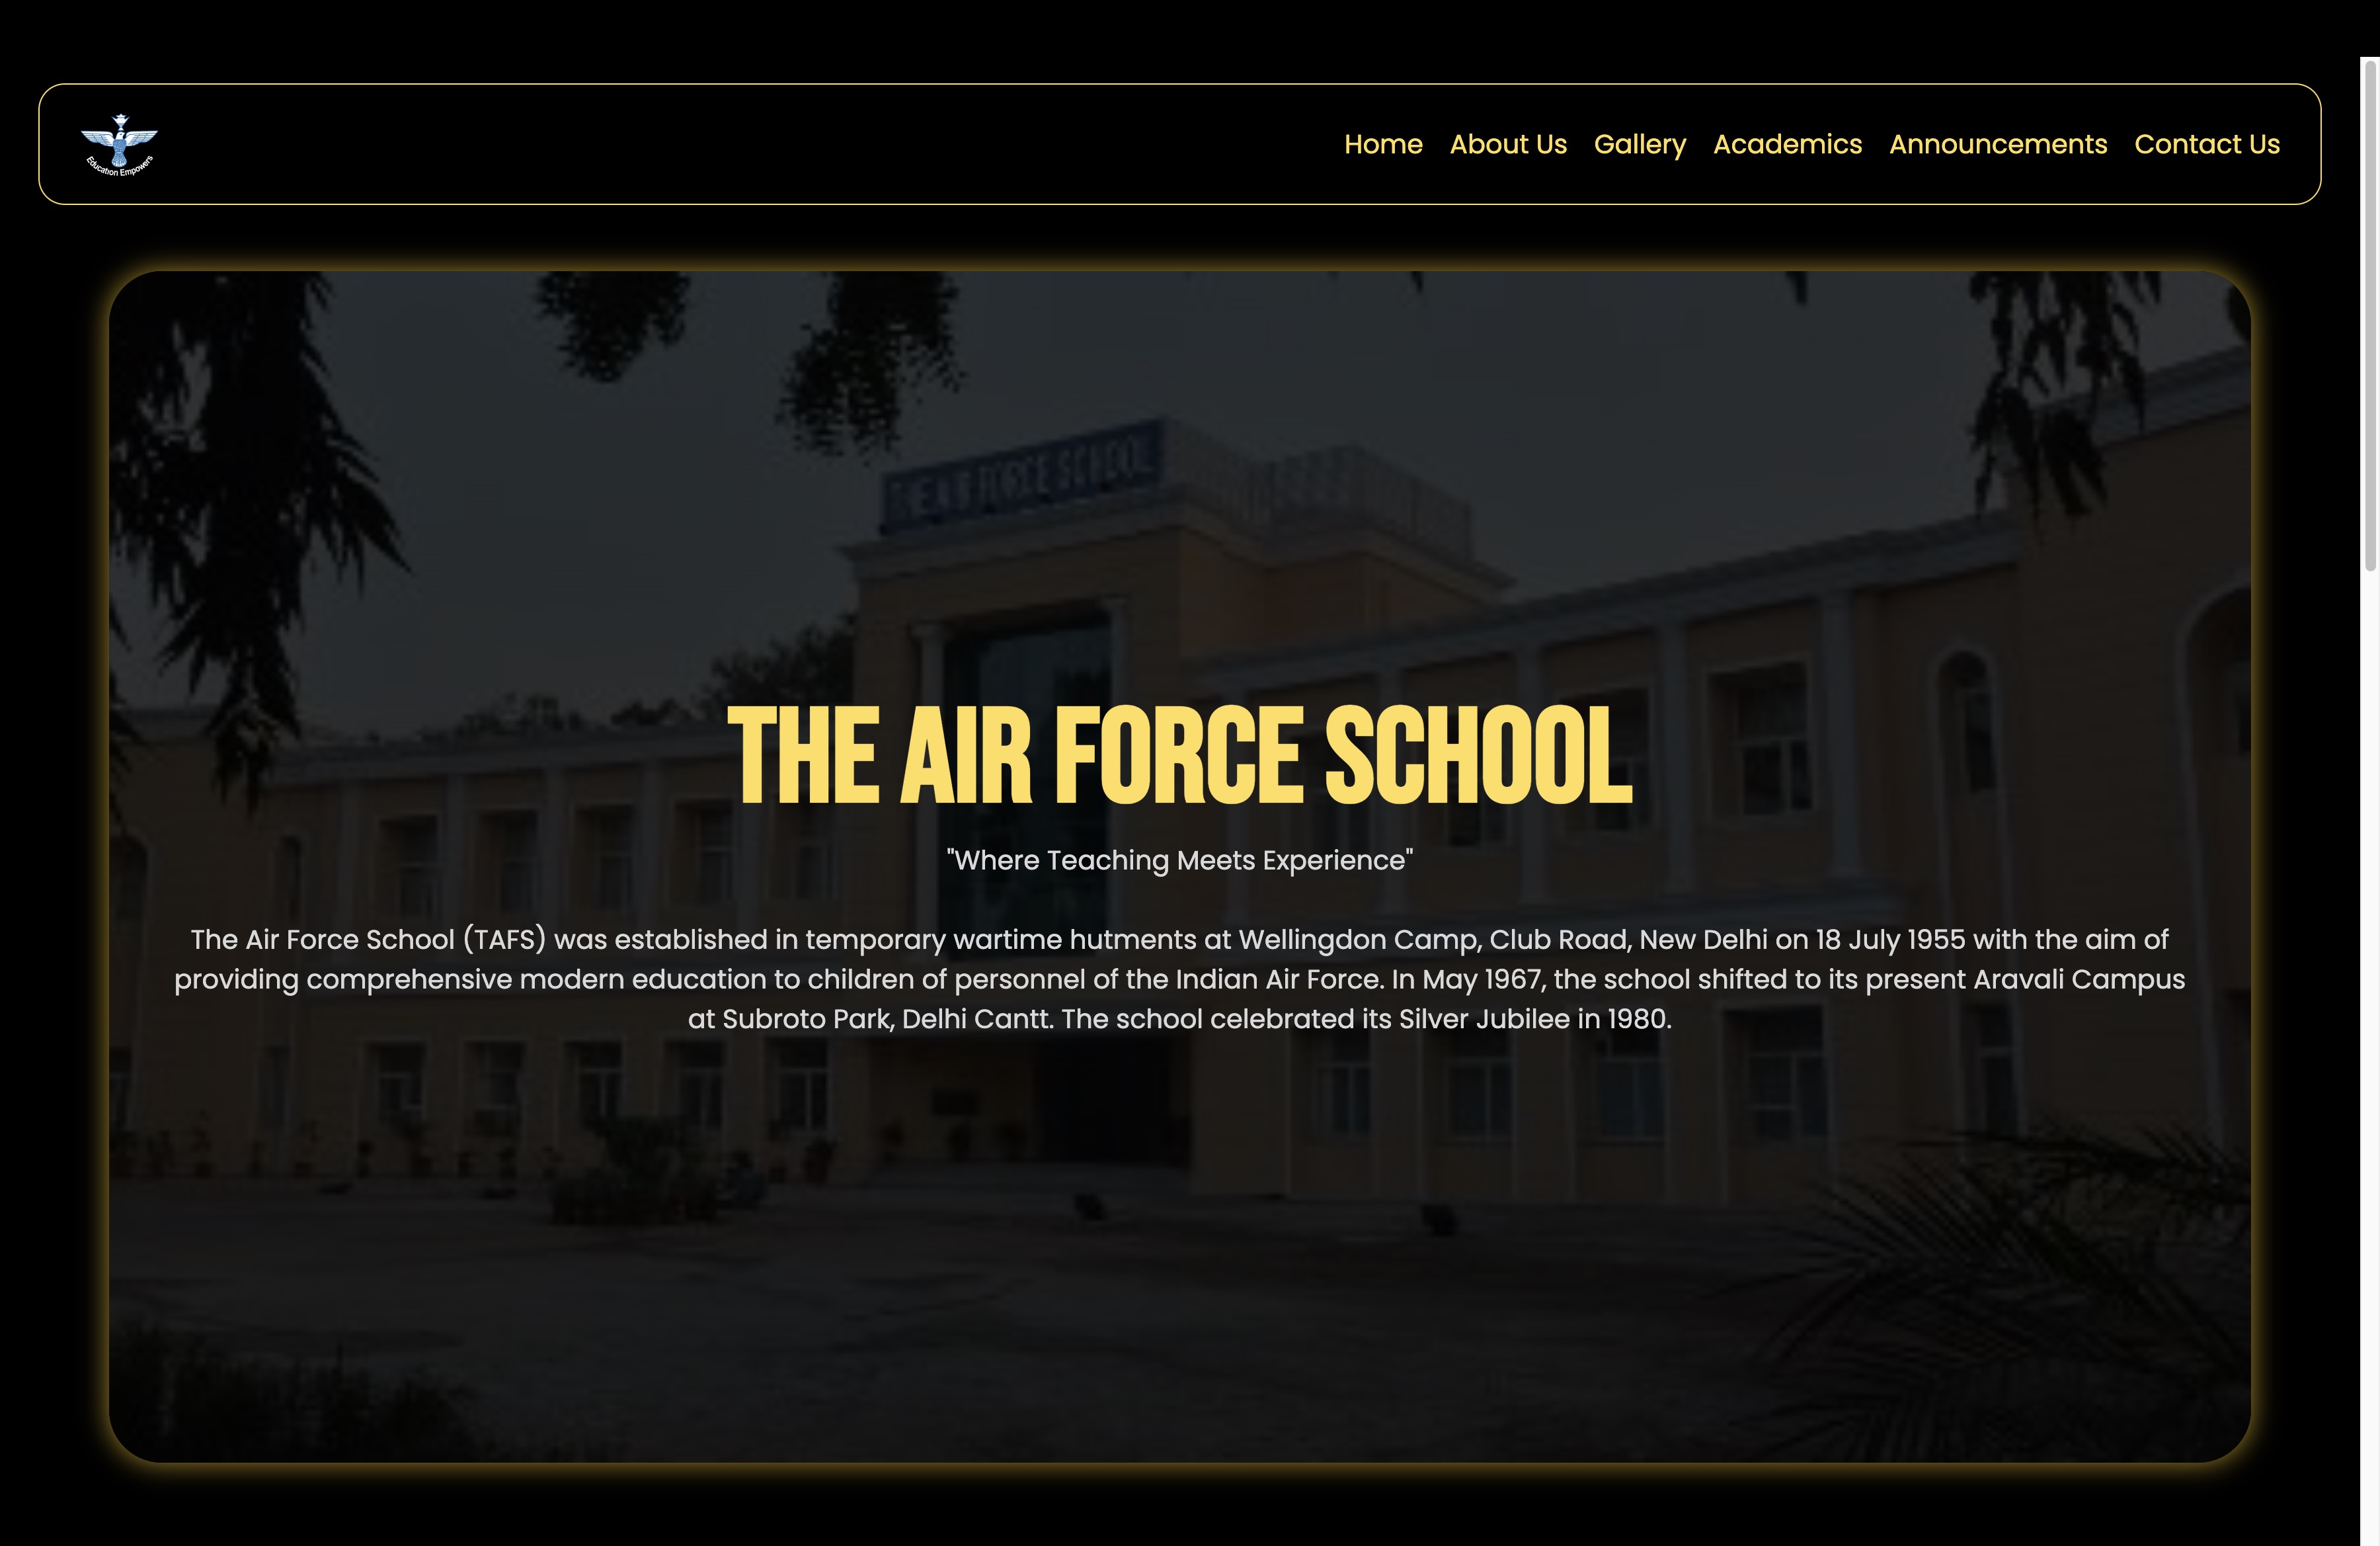 Education Empowers
Home About Us Gallery Academics Announcements Contact Us
THE AIR FORCE SCHOOL
THE AIR FORCE SCHOOL
"Where Teaching Meets Experience"
The Air Force School (TAFS) was established in temporary wartime hutments at Wellingdon Camp, Club Road, New Delhi on 18 July 1955 with the aim of
providing comprehensive modern education to children of personnel of the Indian Air Force. In May 1967, the school shifted to its present Aravali Campus
at Subroto Park, Delhi Cantt. The school celebrated its Silver Jubilee in 1980.